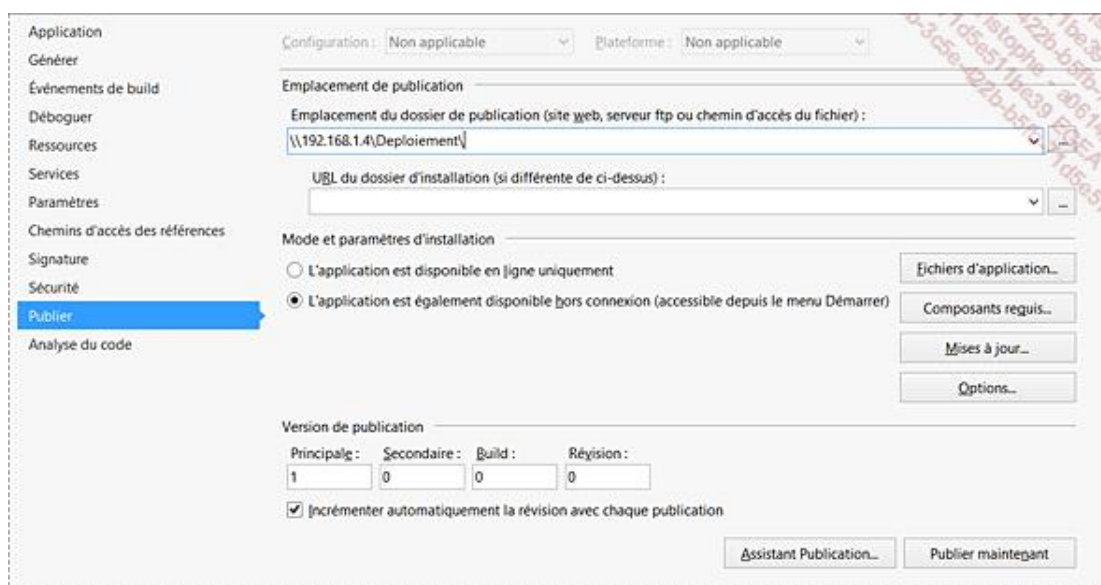 Application
Générer
Événements de build
Déboguer
Ressources
Services
Paramètres
Chemins d'accès des références
Signature
Sécurité
Publier
Analyse du code
Configuration : Non applicable Plateforme : Non applicable
Emplacement de publication
Emplacement du dossier de publication (site web, serveur ftp ou chemin d'accès du fichier) :
\\192.168.1.4\Deploiement\
...
URL du dossier d'installation (si différente de ci-dessus) :
...
Mode et paramètres d'installation
L'application est disponible en ligne uniquement
L'application est également disponible hors connexion (accessible depuis le menu Démarrer)
Fichiers d'application...
Composants requis...
Mises à jour...
Options...
Version de publication
Principale : Secondaire : Build : Révision :
1 0 0 0
Incrémenter automatiquement la révision avec chaque publication
Assistant Publication... Publier maintenant